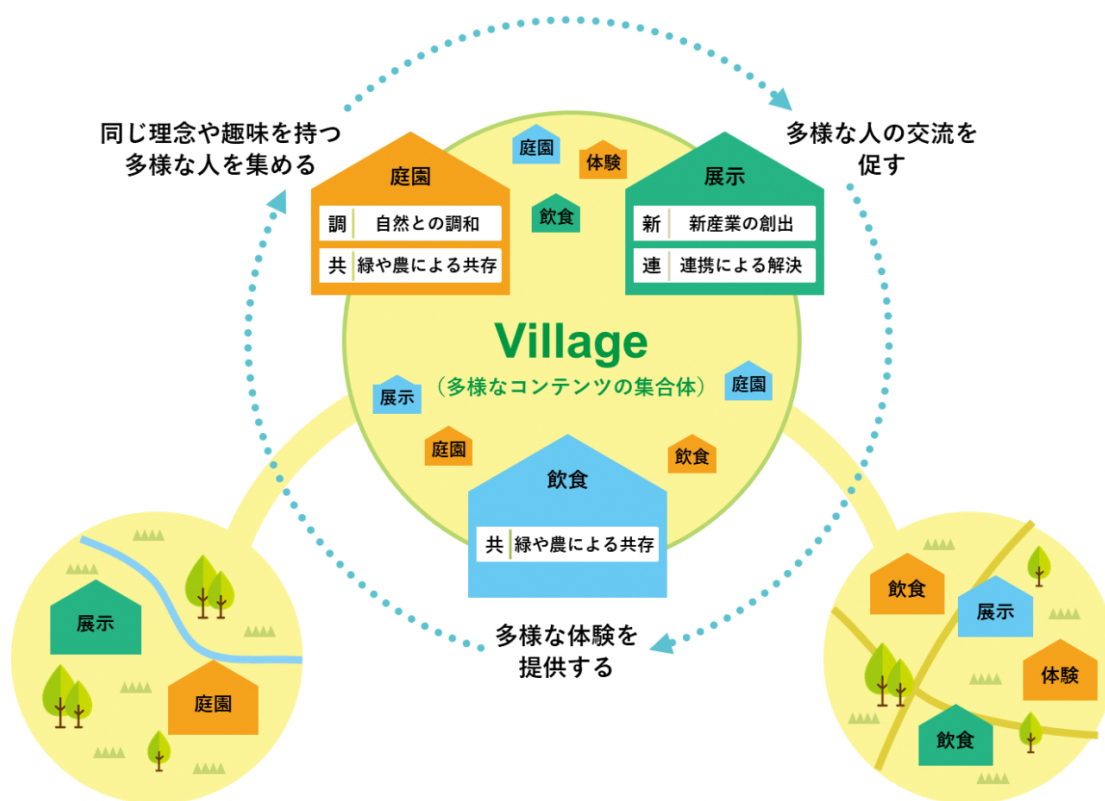 同じ理念や趣味を持つ
多様な人を集める
多様な人の交流を
促す
庭園
調 自然との調和
共 緑や農による共存
庭園
体験
飲食
展示
新 新産業の創出
連 連携による解決
Village
（多様なコンテンツの集合体）
展示
庭園
庭園
飲食
飲食
共 緑や農による共存
多様な体験を
提供する
展示
庭園
飲食
展示
体験
飲食